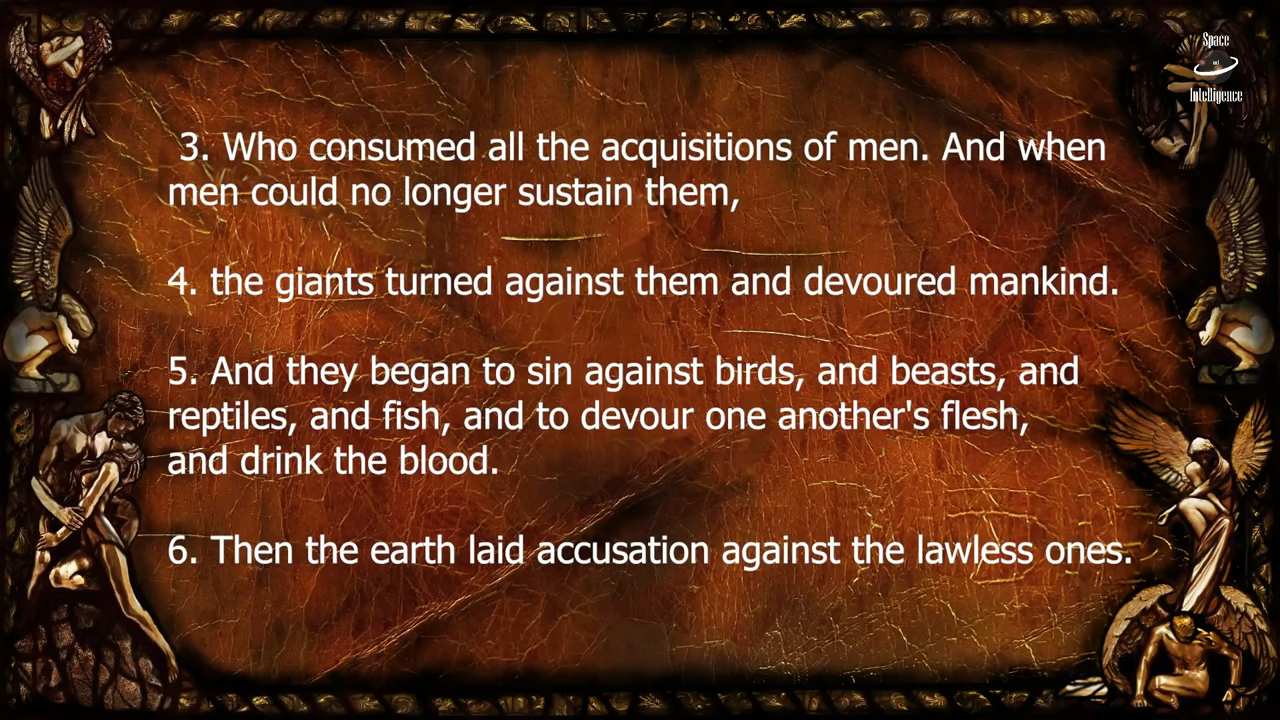 Space
and
Intelligence
3. Who consumed all the acquisitions of men. And when
men could no longer sustain them,
4. the giants turned against them and devoured mankind.
5. And they began to sin against birds, and beasts, and
reptiles, and fish, and to devour one another's flesh,
and drink the blood.
6. Then the earth laid accusation against the lawless ones.